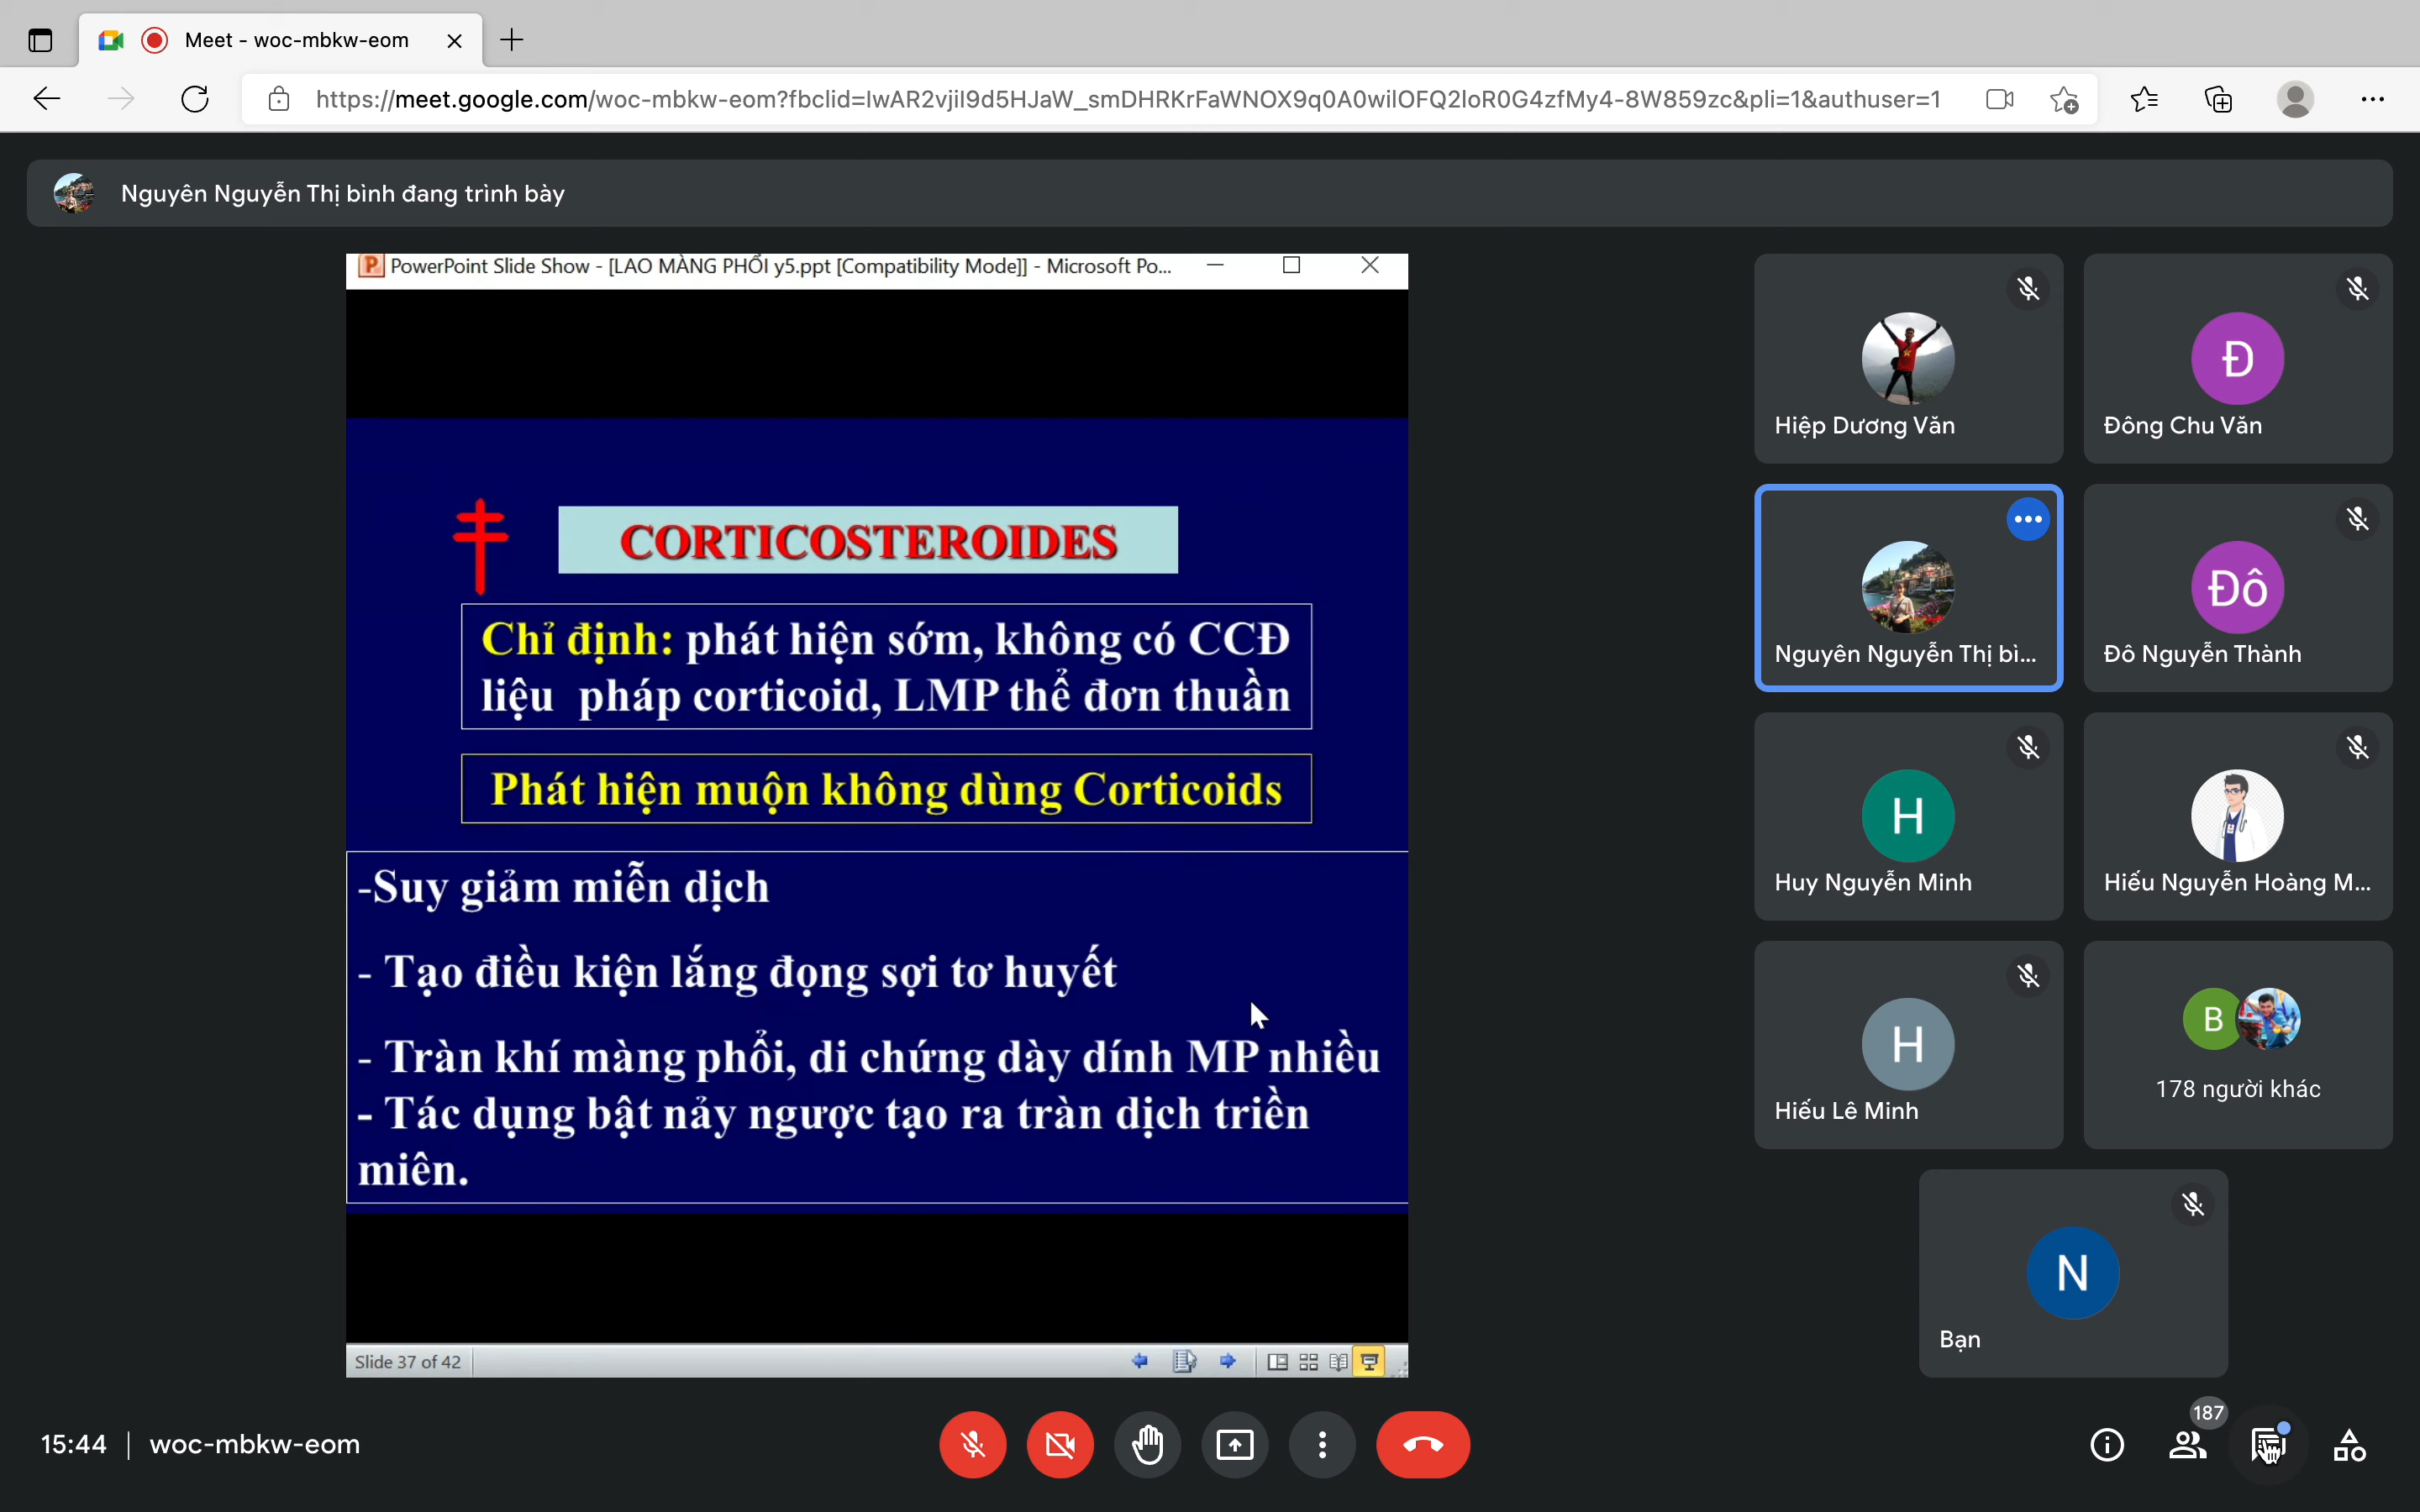 Meet - woc-mbkw-eom
https://meet.google.com/woc-mbkw-eom?fbclid=IwAR2vjiI9d5HJaW_smDHRKrFaWNOX9q0A0wilOFQ2loR0G4zfMy4-8W859zc&pli=1&authuser=1
Nguyên Nguyễn Thị bình đang trình bày
PowerPoint Slide Show - [LAO MÀNG PHỔI y5.ppt [Compatibility Mode]] - Microsoft Po...
CORTICOSTEROIDES
Chỉ định: phát hiện sớm, không có CCĐ
liệu pháp corticoid, LMP thể đơn thuần
Phát hiện muộn không dùng Corticoids
-Suy giảm miễn dịch
- Tạo điều kiện lắng đọng sợi tơ huyết
- Tràn khí màng phổi, di chứng dày dính MP nhiều
- Tác dụng bật nảy ngược tạo ra tràn dịch triền
miên.
Slide 37 of 42
Hiệp Dương Văn
Đ
Đông Chu Văn
Nguyên Nguyễn Thị bì...
Đô
Đô Nguyễn Thành
H
Huy Nguyễn Minh
Hiếu Nguyễn Hoàng M...
H
Hiếu Lê Minh
B
178 người khác
N
Bạn
15:44 | woc-mbkw-eom
187